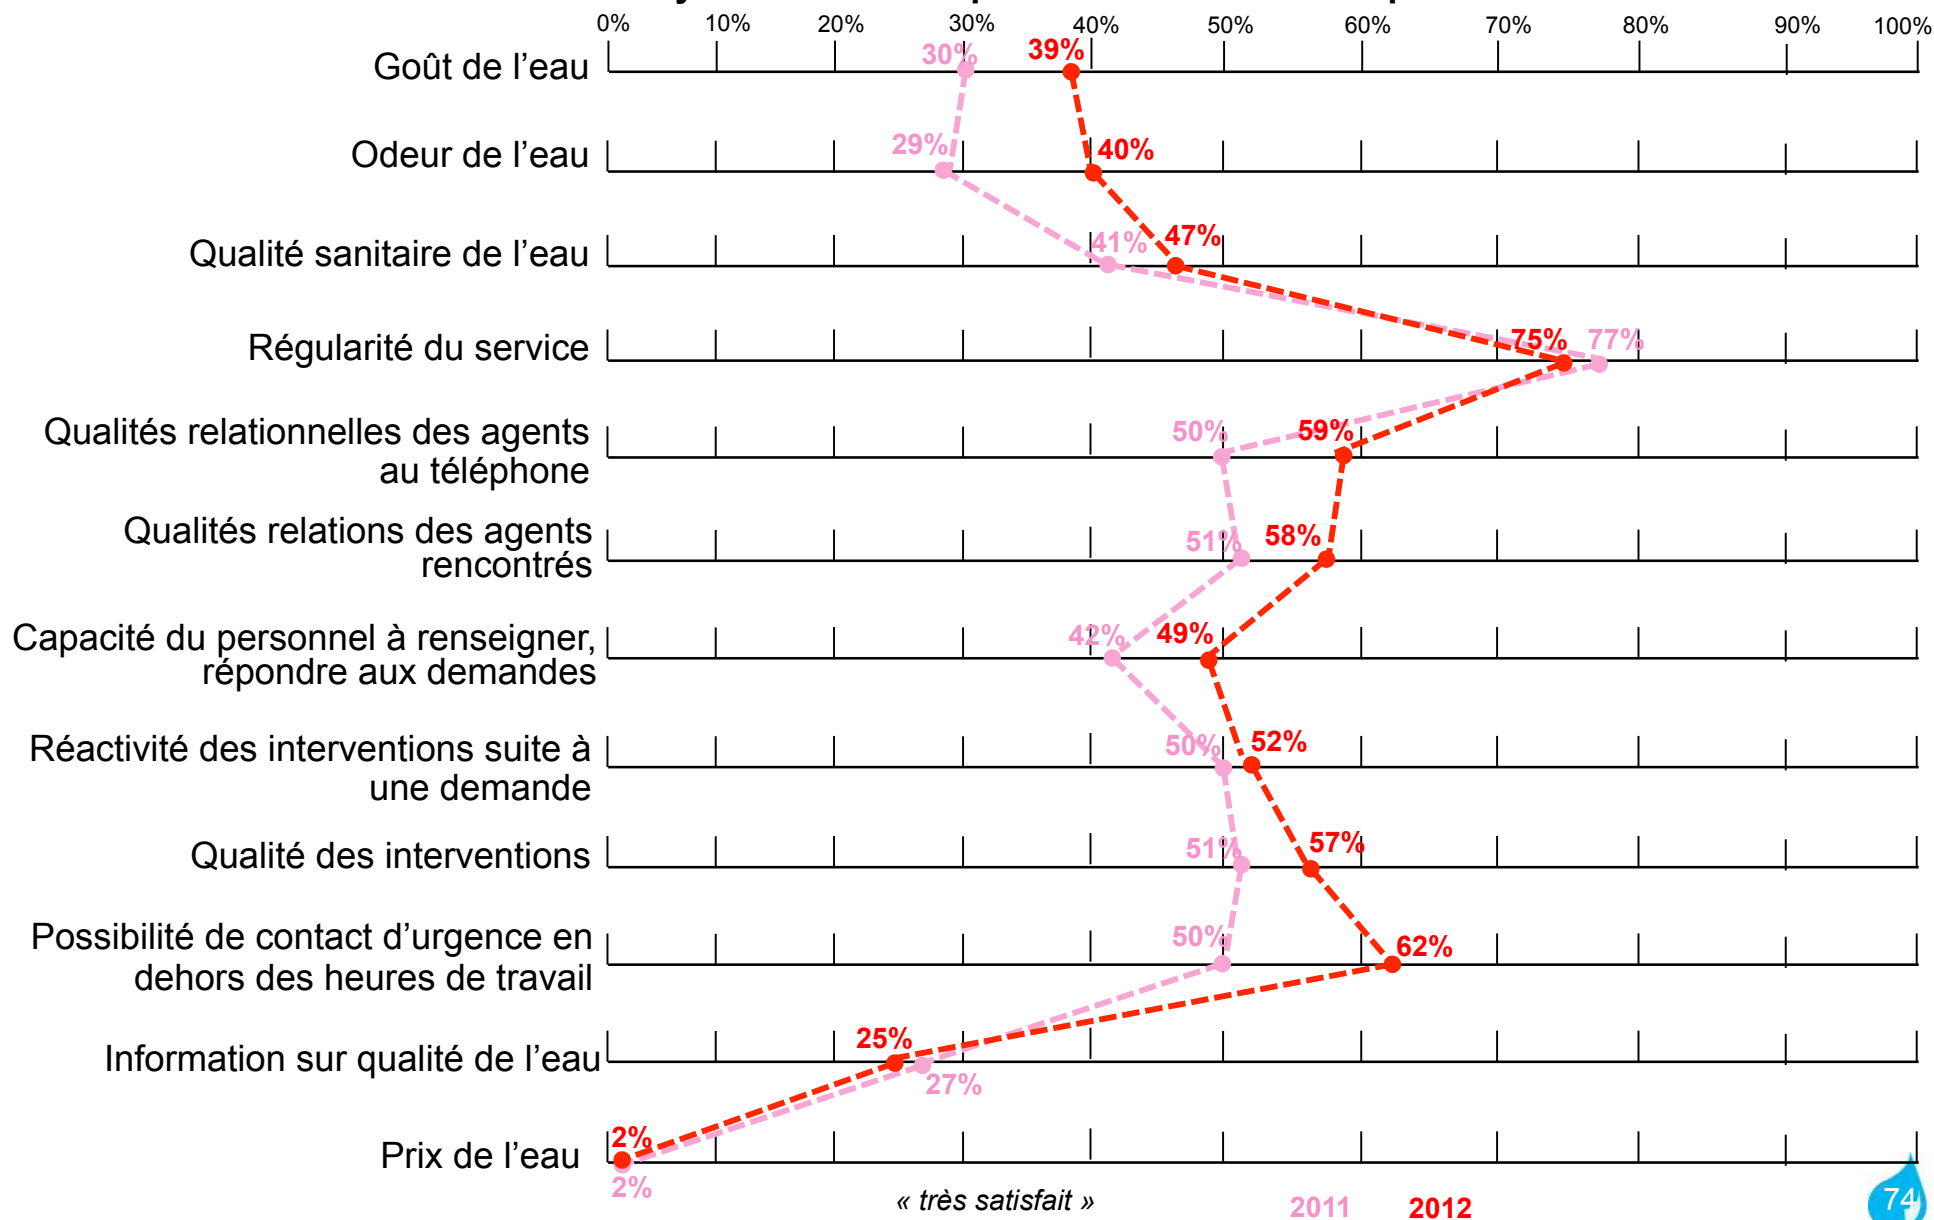 0% 10% 20% 30% 40% 50% 60% 70% 80% 90% 100%
Goût de l’eau
30% 39%
Odeur de l’eau
29% 40%
Qualité sanitaire de l’eau
41% 47%
Régularité du service
75% 77%
Qualités relationnelles des agents
au téléphone
50% 59%
Qualités relations des agents
rencontrés
51% 58%
Capacité du personnel à renseigner,
répondre aux demandes
42% 49%
Réactivité des interventions suite à
une demande
50% 52%
Qualité des interventions
51% 57%
Possibilité de contact d’urgence en
dehors des heures de travail
50% 62%
Information sur qualité de l’eau
25%
27%
Prix de l’eau
2%
2%
« très satisfait »
2011 2012
74